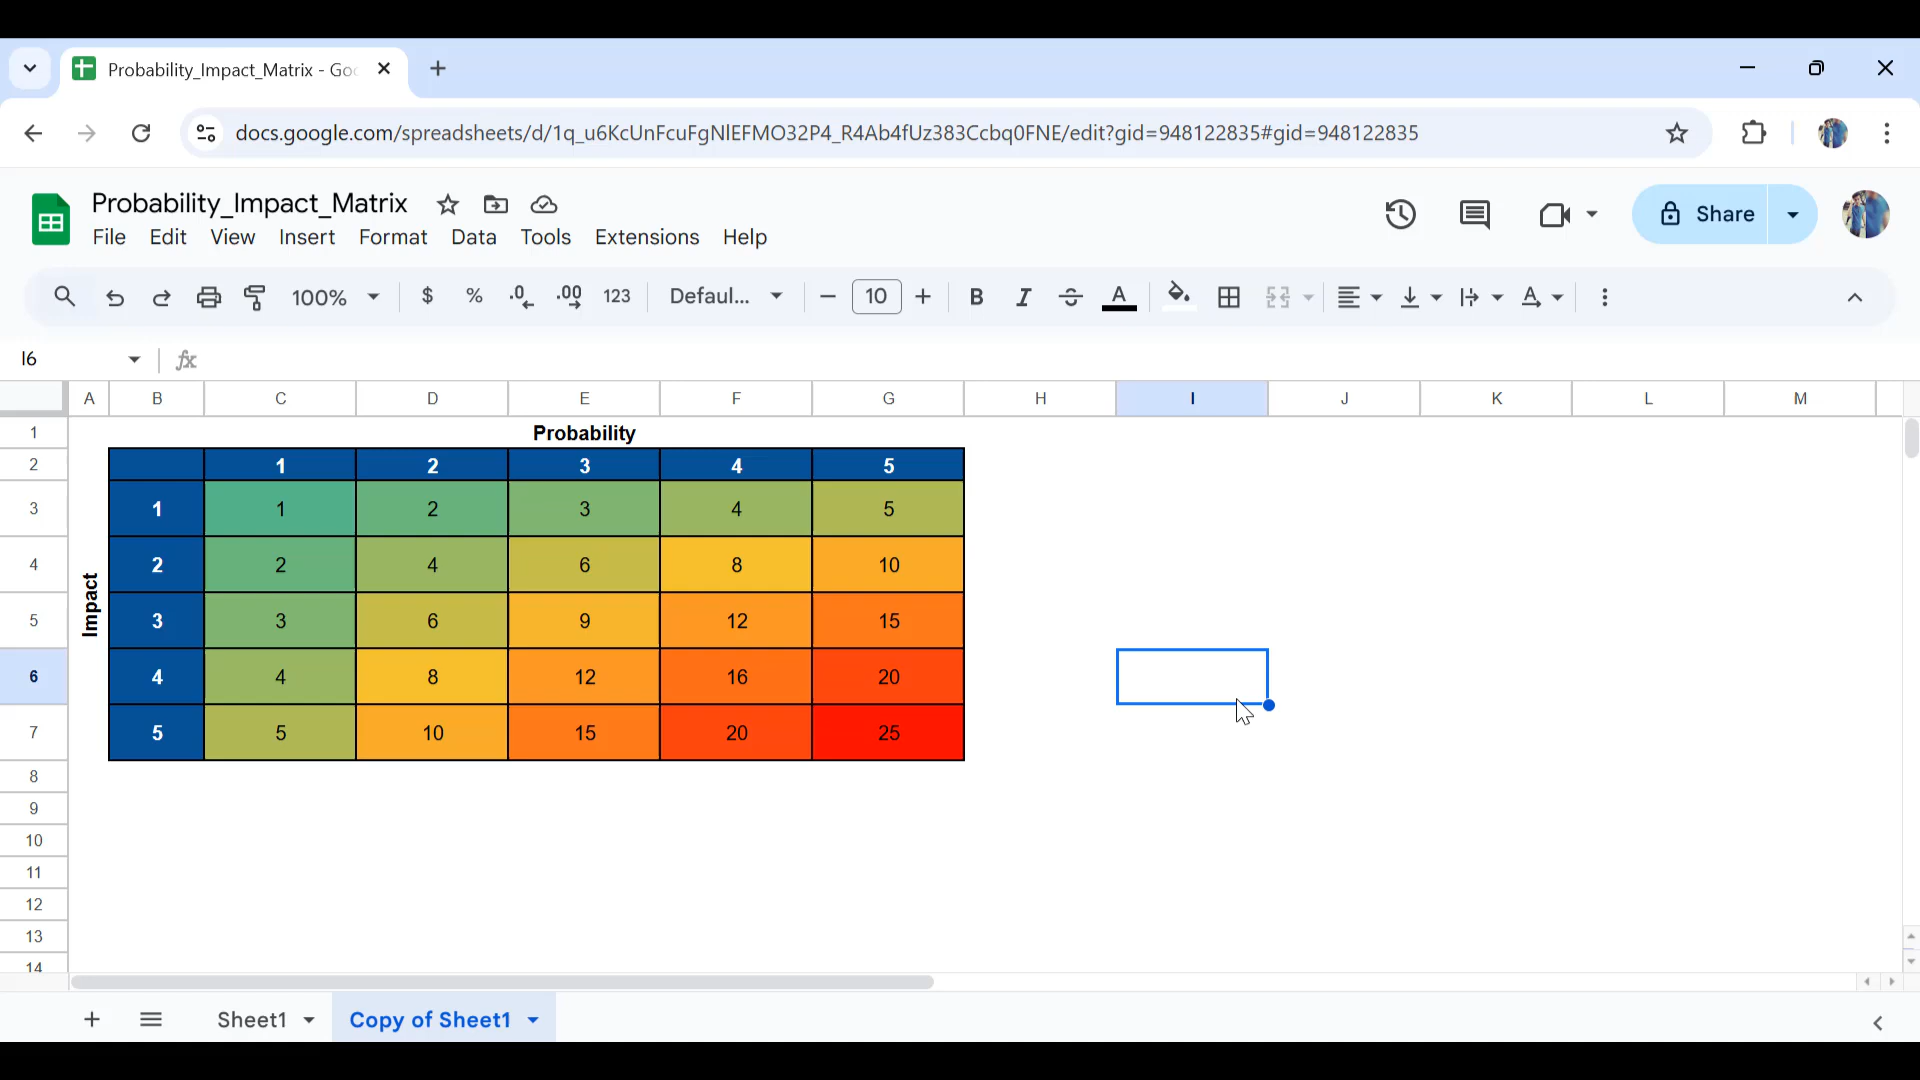 Probability_Impact_Matrix - Goo
docs.google.com/spreadsheets/d/1q_u6KcUnFcuFgNlEFMO32P4_R4Ab4fUz383Ccbq0FNE/edit?gid=948122835#gid=948122835
Probability_Impact_Matrix
File Edit View Insert Format Data Tools Extensions Help
Share
100% $ % .0 .00 123 Defaul... 10 B I S A
I6 fx
A B C D E F G H I J K L M
1 Probability
2 1 2 3 4 5
3 1 1 2 3 4 5
4 2 2 4 6 8 10
Impact
5 3 3 6 9 12 15
6 4 4 8 12 16 20
7 5 5 10 15 20 25
8
9
10
11
12
13
14
Sheet1 Copy of Sheet1